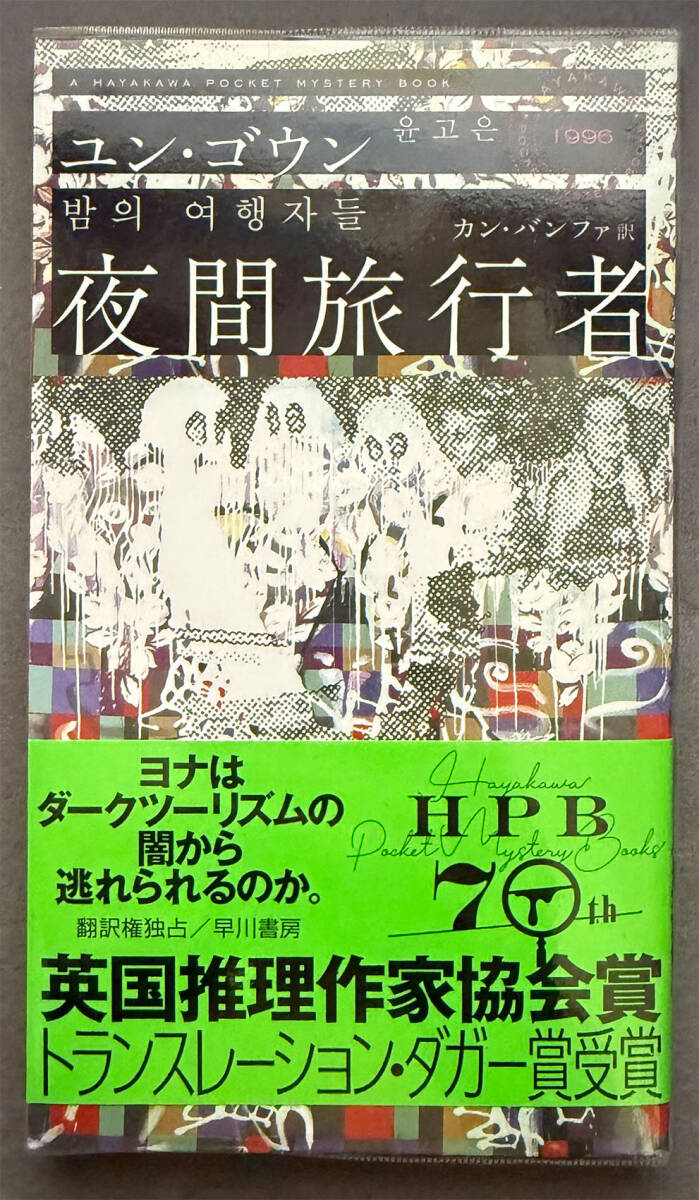 A HAYAKAWA POCKET MYSTERY BOOK
ユン・ゴウン 윤고은
1996
밤의 여행자들
カン・バンファ訳
夜間旅行者
ヨナは
ダークツーリズムの
闇から
逃れられるのか。
翻訳権独占/早川書房
Hayakawa
HPB
Pocket Mystery Books
70th
英国推理作家協会賞
トランスレーション・ダガー賞受賞